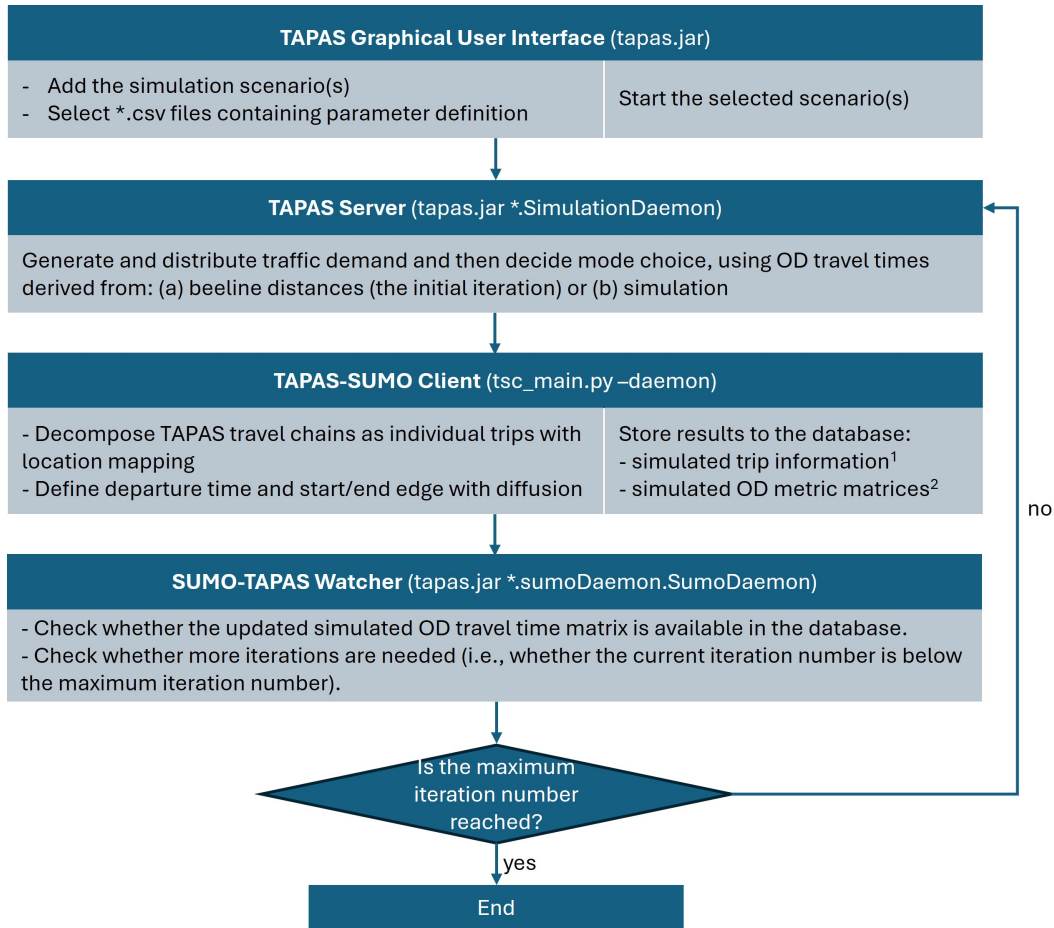 TAPAS Graphical User Interface (tapas.jar)
- Add the simulation scenario(s)
- Select *.csv files containing parameter definition
Start the selected scenario(s)
TAPAS Server (tapas.jar *.SimulationDaemon)
Generate and distribute traffic demand and then decide mode choice, using OD travel times
derived from: (a) beeline distances (the initial iteration) or (b) simulation
TAPAS-SUMO Client (tsc_main.py –daemon)
- Decompose TAPAS travel chains as individual trips with
location mapping
- Define departure time and start/end edge with diffusion
Store results to the database:
- simulated trip information¹
- simulated OD metric matrices²
SUMO-TAPAS Watcher (tapas.jar *.sumoDaemon.SumoDaemon)
- Check whether the updated simulated OD travel time matrix is available in the database.
- Check whether more iterations are needed (i.e., whether the current iteration number is below
the maximum iteration number).
Is the maximum
iteration number
reached?
no
yes
End